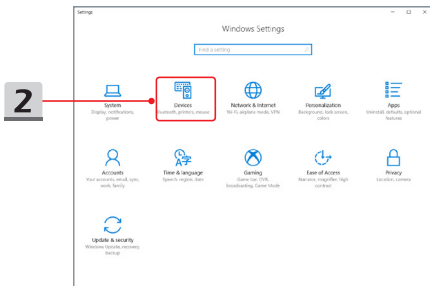 Settings
Windows Settings
Find a setting
2
System
Display, notifications,
power
Devices
Bluetooth, printers, mouse
Network & Internet
Wi-Fi, airplane mode, VPN
Personalization
Background, lock screen,
colors
Apps
Uninstall, defaults, optional
features
Accounts
Your accounts, email, sync,
work, family
Time & language
Speech, region, date
Gaming
Game bar, DVR,
broadcasting, Game Mode
Ease of Access
Narrator, magnifier, high
contrast
Privacy
Location, camera
Update & security
Windows Update, recovery
backup